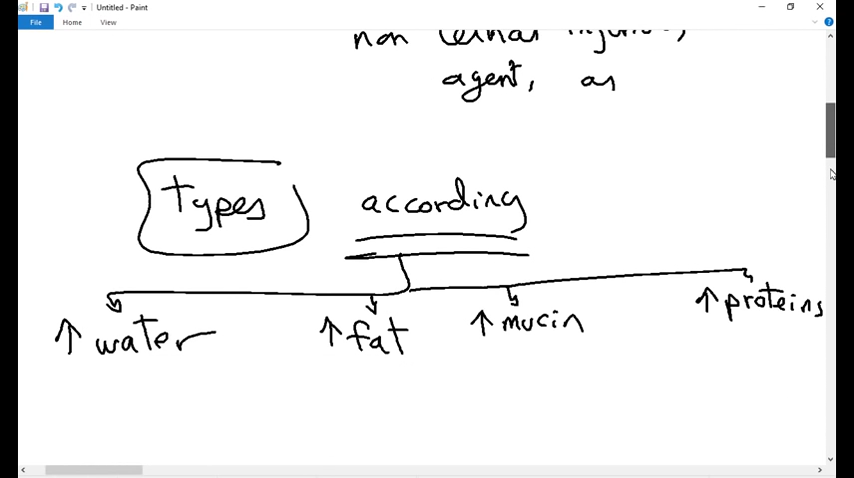 Untitled - Paint
File Home View
non
agent, as
types according
↑ water ↑ fat ↑ mucin ↑ proteins